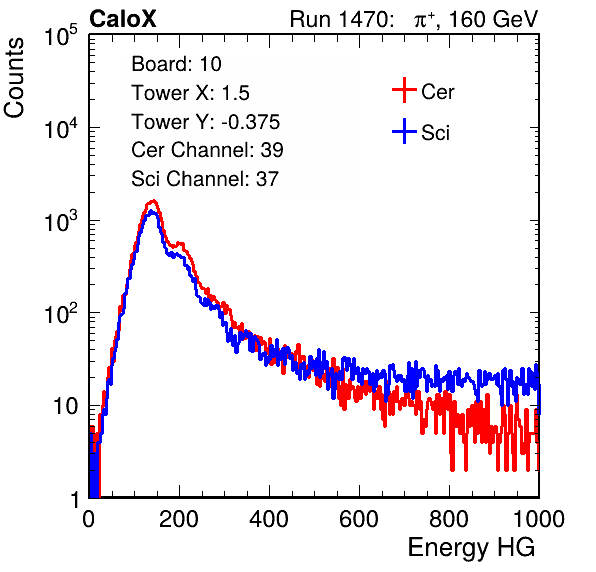 CaloX Run 1470: π⁺, 160 GeV
Counts
10⁵
10⁴
10³
10²
10
1
Board: 10
Tower X: 1.5
Tower Y: -0.375
Cer Channel: 39
Sci Channel: 37
Cer
Sci
0 200 400 600 800 1000
Energy HG